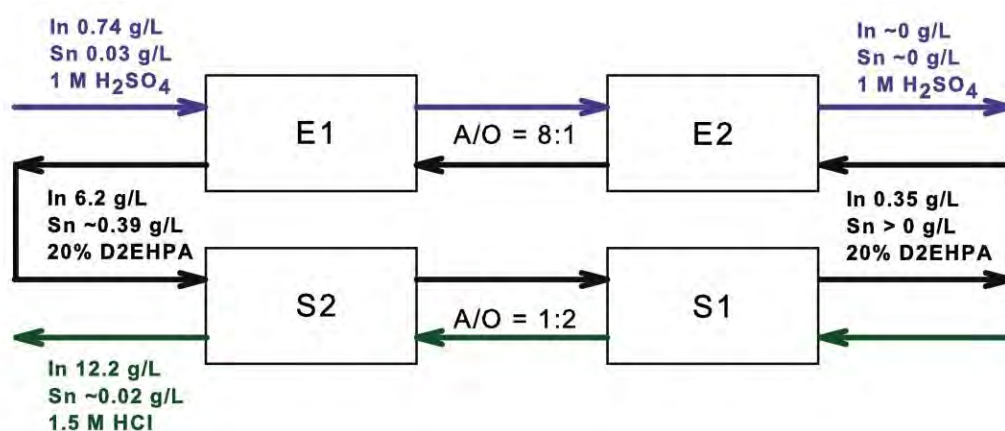 In 0.74 g/L
Sn 0.03 g/L
1 M H₂SO₄
In ~0 g/L
Sn ~0 g/L
1 M H₂SO₄
E1
A/O = 8:1
E2
In 6.2 g/L
Sn ~0.39 g/L
20% D2EHPA
In 0.35 g/L
Sn > 0 g/L
20% D2EHPA
S2
A/O = 1:2
S1
In 12.2 g/L
Sn ~0.02 g/L
1.5 M HCl